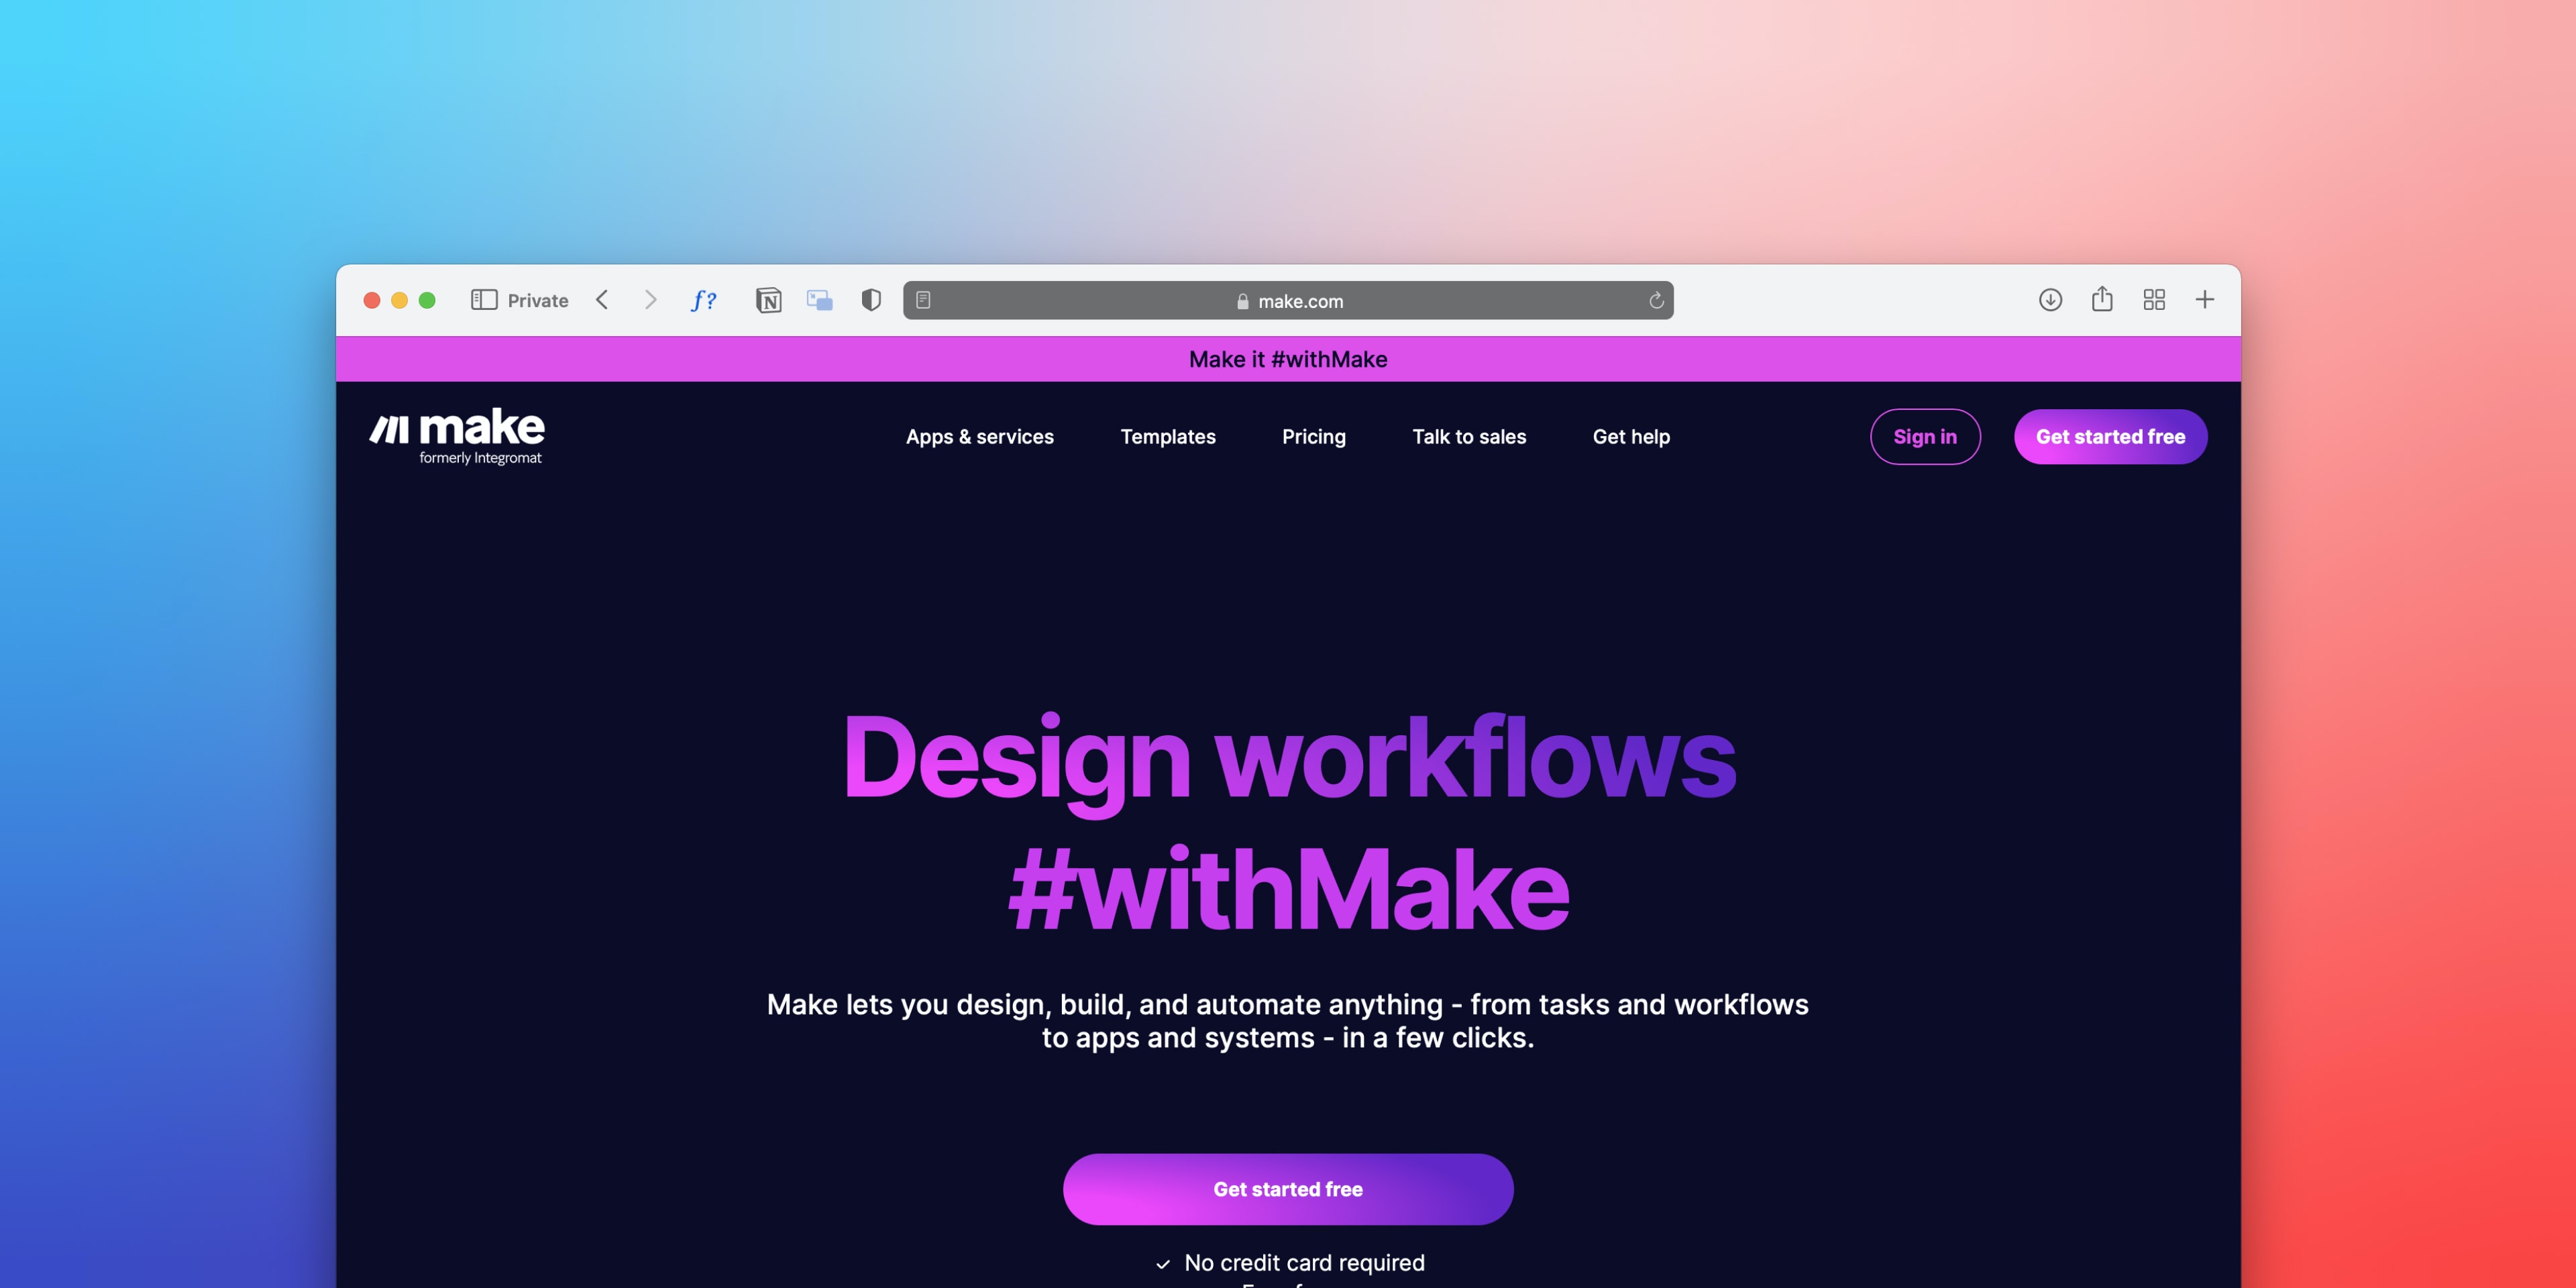 Private
make.com
Make it #withMake
make
formerly Integromat
Apps & services
Templates
Pricing
Talk to sales
Get help
Sign in
Get started free
Design workflows
#withMake
Make lets you design, build, and automate anything - from tasks and workflows
to apps and systems - in a few clicks.
Get started free
No credit card required